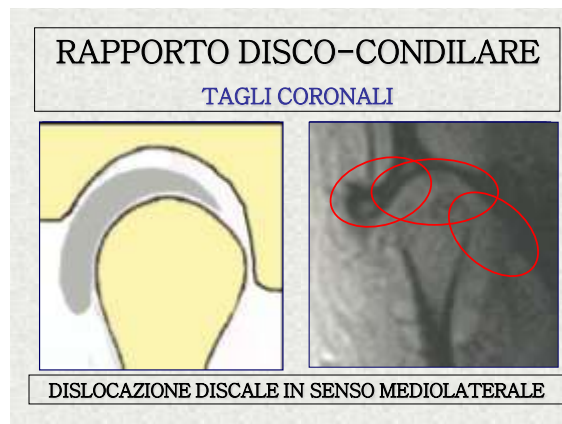 RAPPORTO DISCO-CONDILARE
TAGLI CORONALI
DISLOCAZIONE DISCALE IN SENSO MEDIOLATERALE